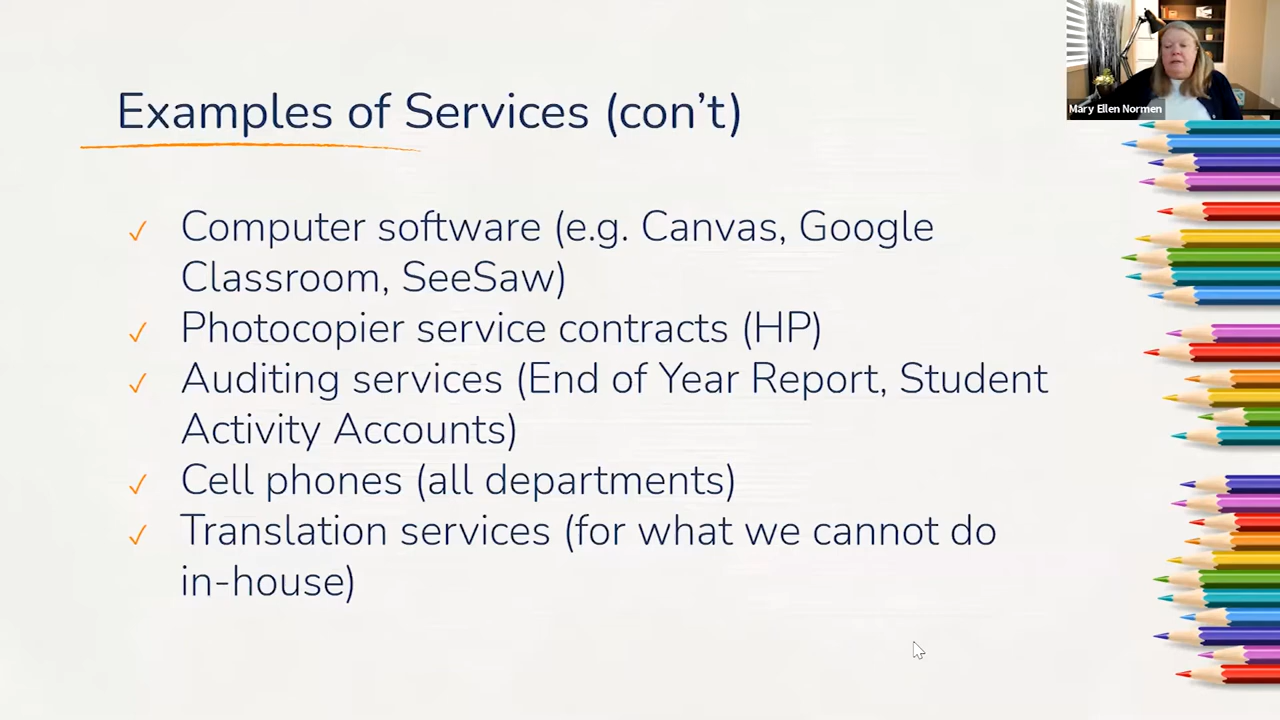 Examples of Services (con't)
Mary Ellen Normen
✓ Computer software (e.g. Canvas, Google
Classroom, SeeSaw)
✓ Photocopier service contracts (HP)
✓ Auditing services (End of Year Report, Student
Activity Accounts)
✓ Cell phones (all departments)
✓ Translation services (for what we cannot do
in-house)